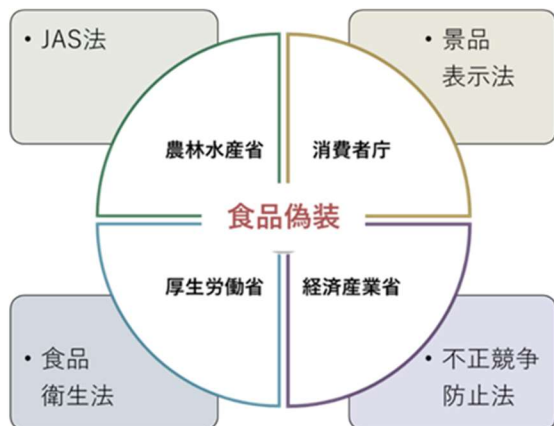 ・JAS法
・景品
表示法
農林水産省
消費者庁
食品偽装
厚生労働省
経済産業省
・食品
衛生法
・不正競争
防止法